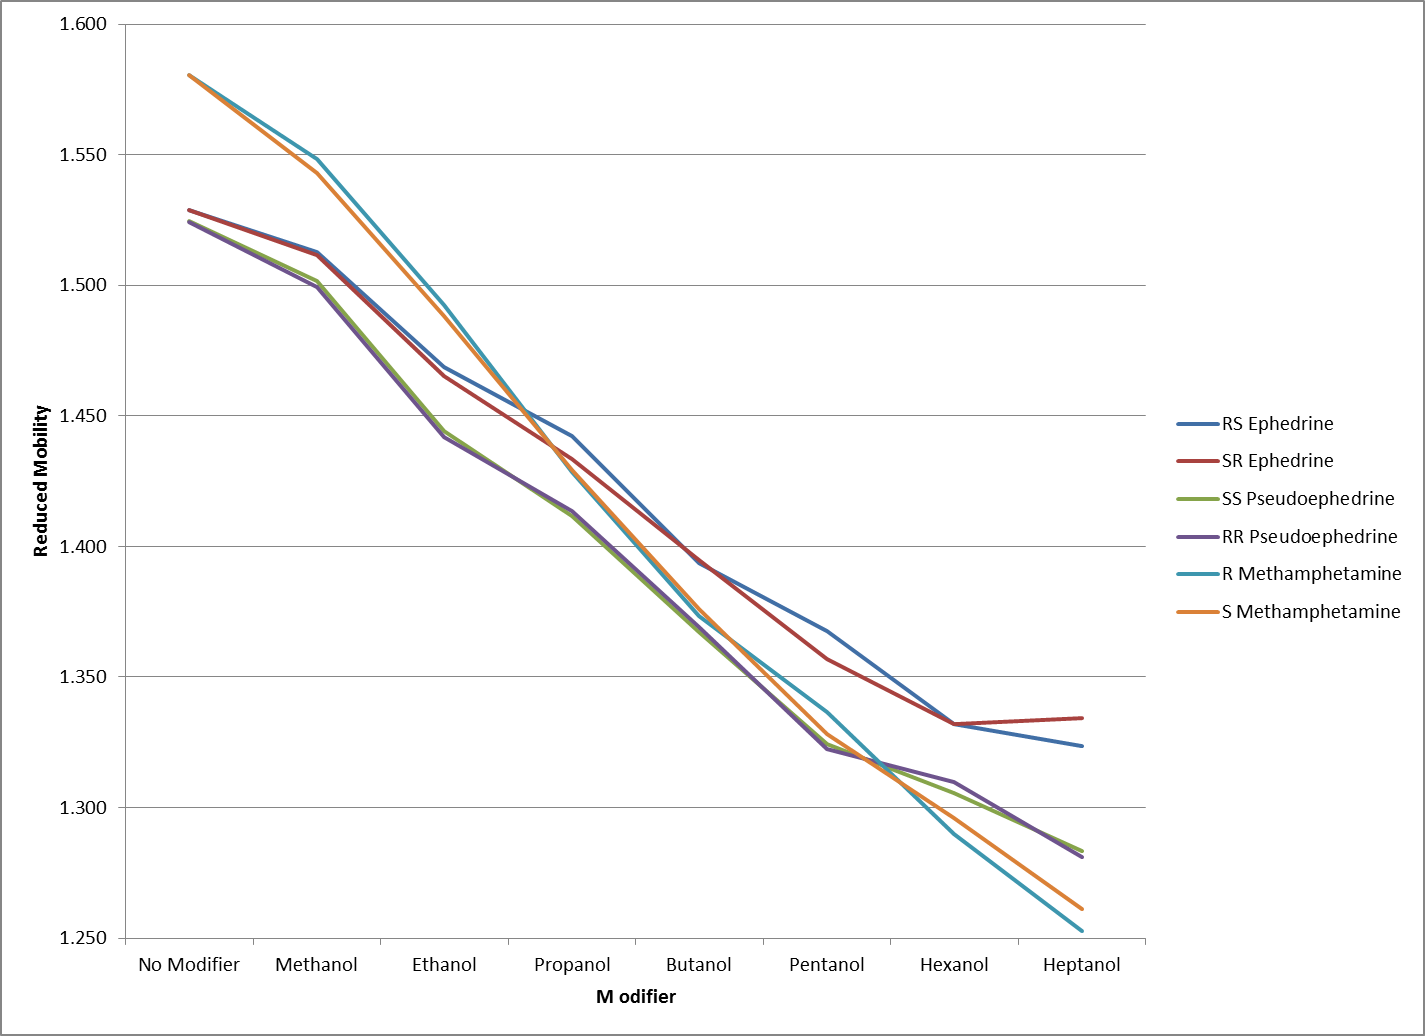 1.600
1.550
1.500
1.450
1.400
1.350
1.300
1.250
Reduced Mobility
No Modifier
Methanol
Ethanol
Propanol
Butanol
Pentanol
Hexanol
Heptanol
M odifier
RS Ephedrine
SR Ephedrine
SS Pseudoephedrine
RR Pseudoephedrine
R Methamphetamine
S Methamphetamine